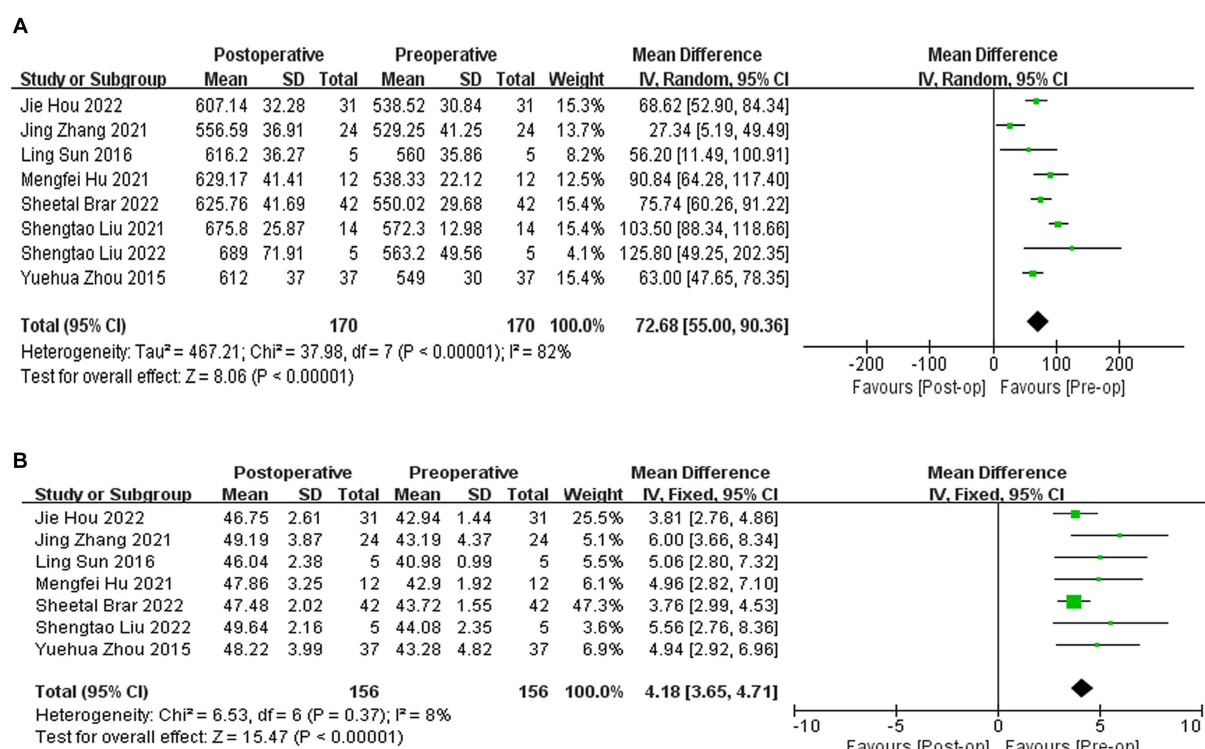 A
Postoperative Preoperative Mean Difference Mean Difference
Study or Subgroup Mean SD Total Mean SD Total Weight IV, Random, 95% CI IV, Random, 95% CI
Jie Hou 2022 607.14 32.28 31 538.52 30.84 31 15.3% 68.62 [52.90, 84.34]
Jing Zhang 2021 556.59 36.91 24 529.25 41.25 24 13.7% 27.34 [5.19, 49.49]
Ling Sun 2016 616.2 36.27 5 560 35.86 5 8.2% 56.20 [11.49, 100.91]
Mengfei Hu 2021 629.17 41.41 12 538.33 22.12 12 12.5% 90.84 [64.28, 117.40]
Sheetal Brar 2022 625.76 41.69 42 550.02 29.68 42 15.4% 75.74 [60.26, 91.22]
Shengtao Liu 2021 675.8 25.87 14 572.3 12.98 14 15.4% 103.50 [88.34, 118.66]
Shengtao Liu 2022 689 71.91 5 563.2 49.56 5 4.1% 125.80 [49.25, 202.35]
Yuehua Zhou 2015 612 37 37 549 30 37 15.4% 63.00 [47.65, 78.35]
Total (95% CI) 170 170 100.0% 72.68 [55.00, 90.36]
Heterogeneity: Tau² = 467.21; Chi² = 37.98, df = 7 (P < 0.00001); I² = 82%
Test for overall effect: Z = 8.06 (P < 0.00001)
-200 -100 0 100 200
Favours [Post-op] Favours [Pre-op]
B
Postoperative Preoperative Mean Difference Mean Difference
Study or Subgroup Mean SD Total Mean SD Total Weight IV, Fixed, 95% CI IV, Fixed, 95% CI
Jie Hou 2022 46.75 2.61 31 42.94 1.44 31 25.5% 3.81 [2.76, 4.86]
Jing Zhang 2021 49.19 3.87 24 43.19 4.37 24 5.1% 6.00 [3.66, 8.34]
Ling Sun 2016 46.04 2.38 5 40.98 0.99 5 5.5% 5.06 [2.80, 7.32]
Mengfei Hu 2021 47.86 3.25 12 42.9 1.92 12 6.1% 4.96 [2.82, 7.10]
Sheetal Brar 2022 47.48 2.02 42 43.72 1.55 42 47.3% 3.76 [2.99, 4.53]
Shengtao Liu 2022 49.64 2.16 5 44.08 2.35 5 3.6% 5.56 [2.76, 8.36]
Yuehua Zhou 2015 48.22 3.99 37 43.28 4.82 37 6.9% 4.94 [2.92, 6.96]
Total (95% CI) 156 156 100.0% 4.18 [3.65, 4.71]
Heterogeneity: Chi² = 6.53, df = 6 (P = 0.37); I² = 8%
Test for overall effect: Z = 15.47 (P < 0.00001)
-10 -5 0 5 10
Favours [Post-op] Favours [Pre-op]